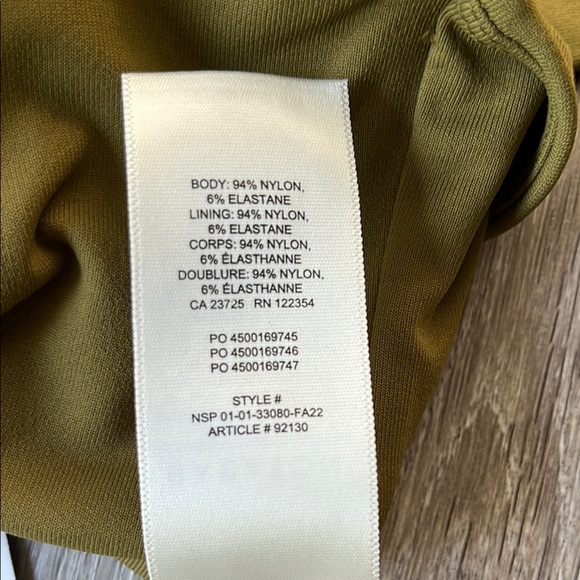 BODY: 94% NYLON,
6% ELASTANE
LINING: 94% NYLON,
6% ELASTANE
CORPS: 94% NYLON,
6% ÉLASTHANNE
DOUBLURE: 94% NYLON,
6% ÉLASTHANNE
CA 23725 RN 122354
PO 4500169745
PO 4500169746
PO 4500169747
STYLE #
NSP 01-01-33080-FA22
ARTICLE # 92130